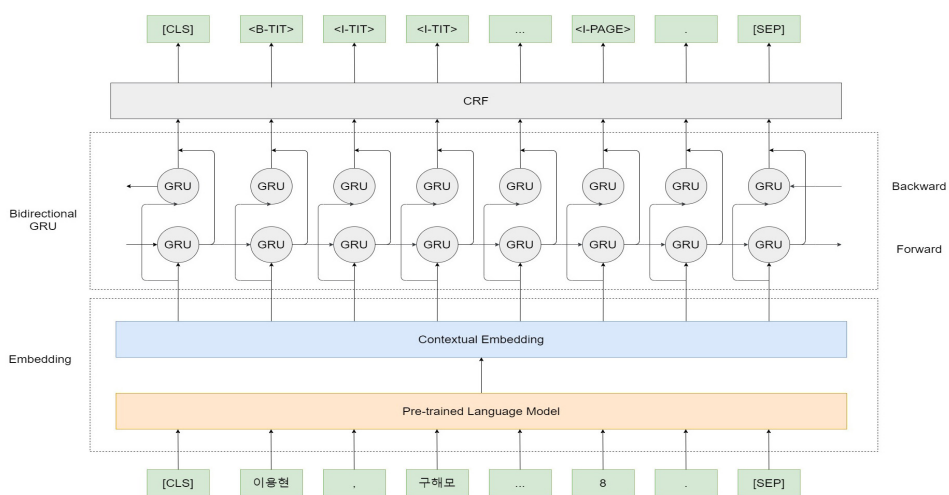 [CLS] <B-TIT> <I-TIT> <I-TIT> ... <I-PAGE> . [SEP]
CRF
GRU GRU GRU GRU GRU GRU GRU GRU
Backward
Bidirectional
GRU
GRU GRU GRU GRU GRU GRU GRU GRU
Forward
Contextual Embedding
Embedding
Pre-trained Language Model
[CLS] 이용현 , 구해모 ... 8 . [SEP]